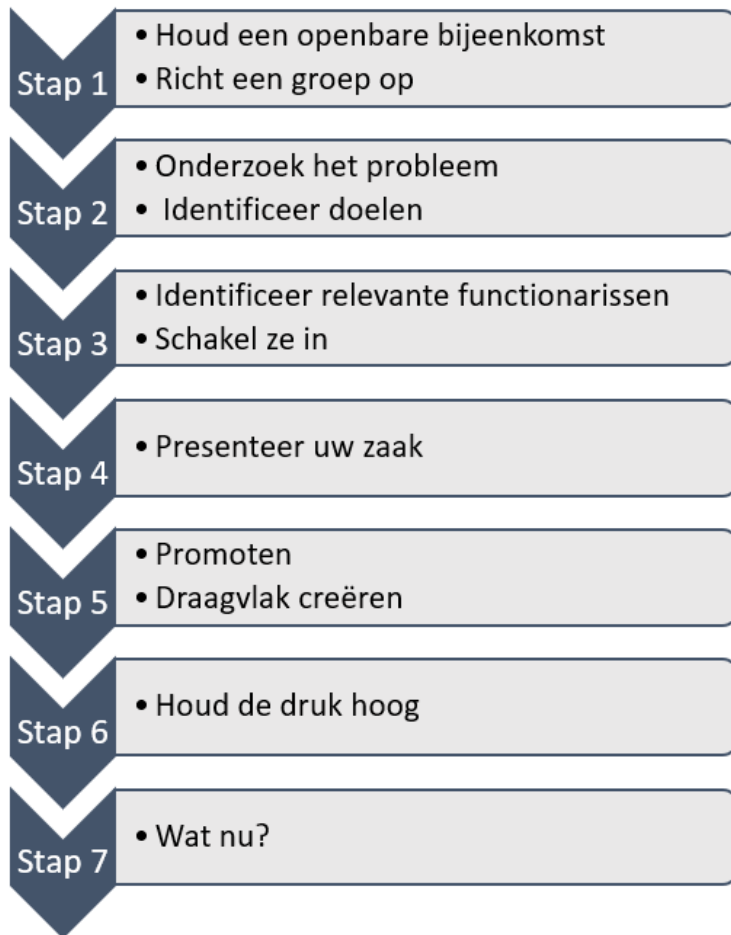 Stap 1
• Houd een openbare bijeenkomst
• Richt een groep op
Stap 2
• Onderzoek het probleem
• Identificeer doelen
Stap 3
• Identificeer relevante functionarissen
• Schakel ze in
Stap 4
• Presenteer uw zaak
Stap 5
• Promoten
• Draagvlak creëren
Stap 6
• Houd de druk hoog
Stap 7
• Wat nu?